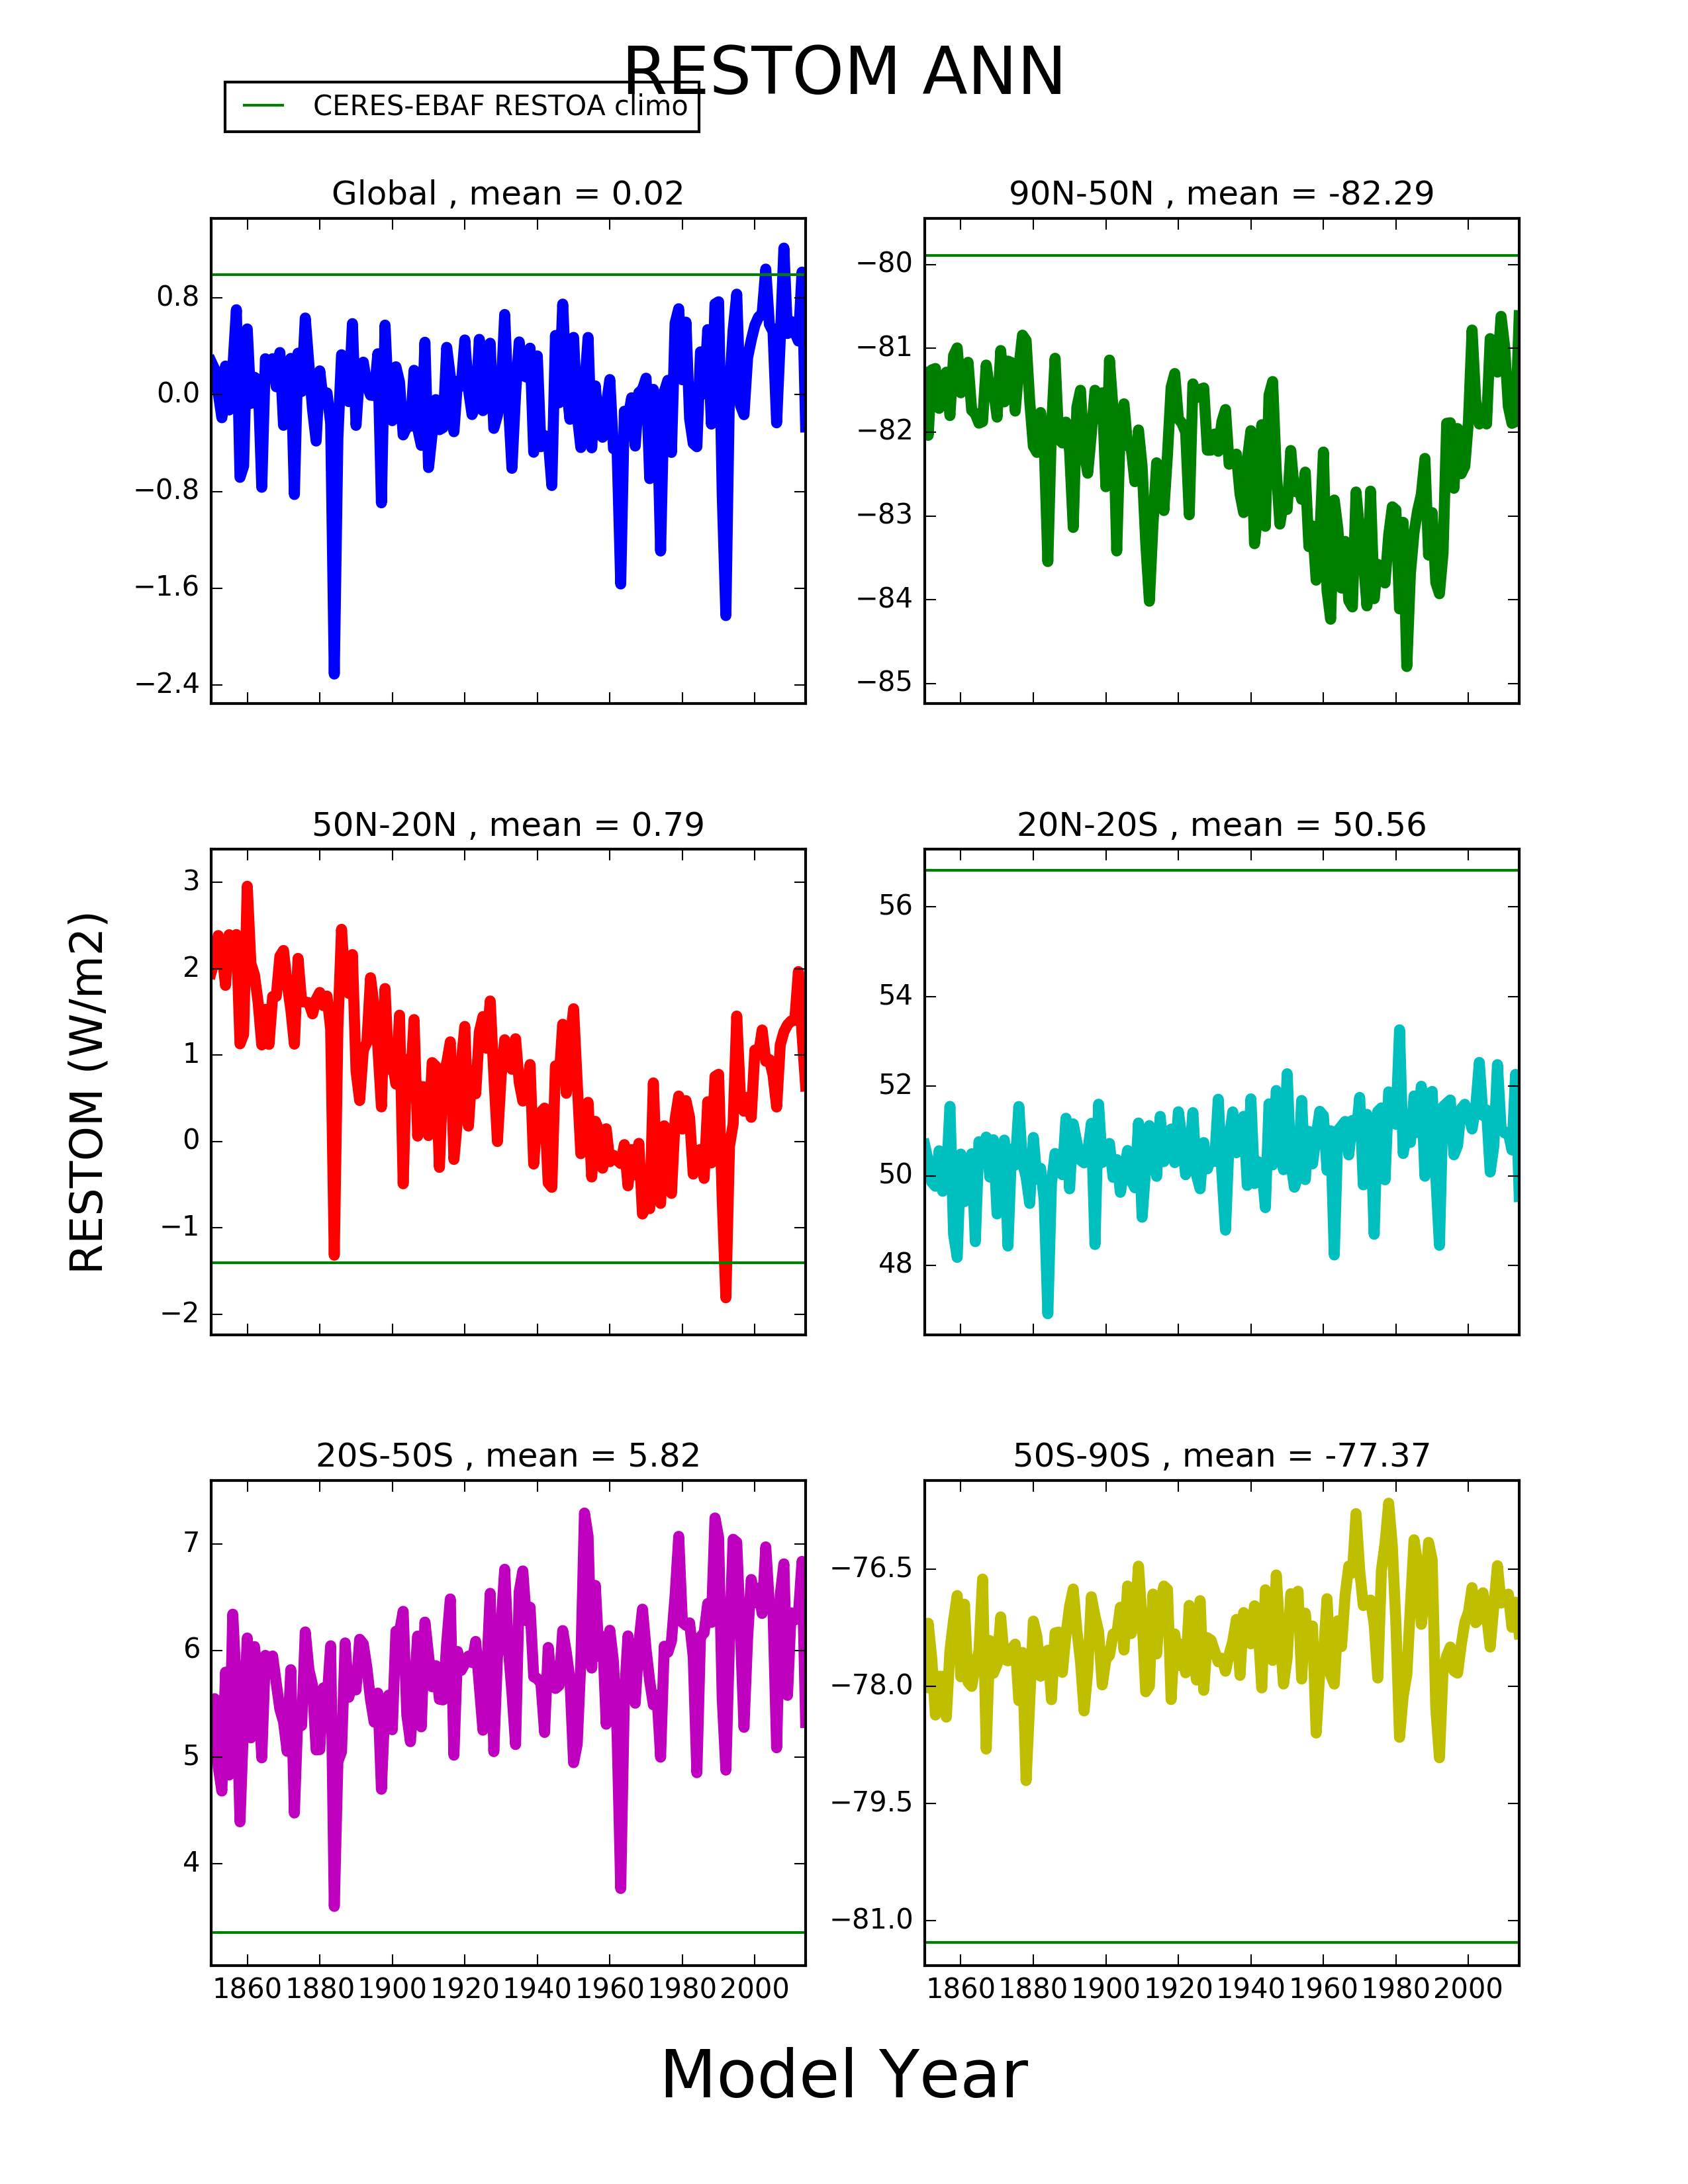 RESTOM ANN
CERES-EBAF RESTOA climo
Global , mean = 0.02
90N-50N , mean = -82.29
0.8
0.0
−0.8
−1.6
−2.4
−80
−81
−82
−83
−84
−85
50N-20N , mean = 0.79
20N-20S , mean = 50.56
RESTOM (W/m2)
3
2
1
0
−1
−2
56
54
52
50
48
20S-50S , mean = 5.82
50S-90S , mean = -77.37
7
6
5
4
−76.5
−78.0
−79.5
−81.0
1860 1880 1900 1920 1940 1960 1980 2000
1860 1880 1900 1920 1940 1960 1980 2000
Model Year